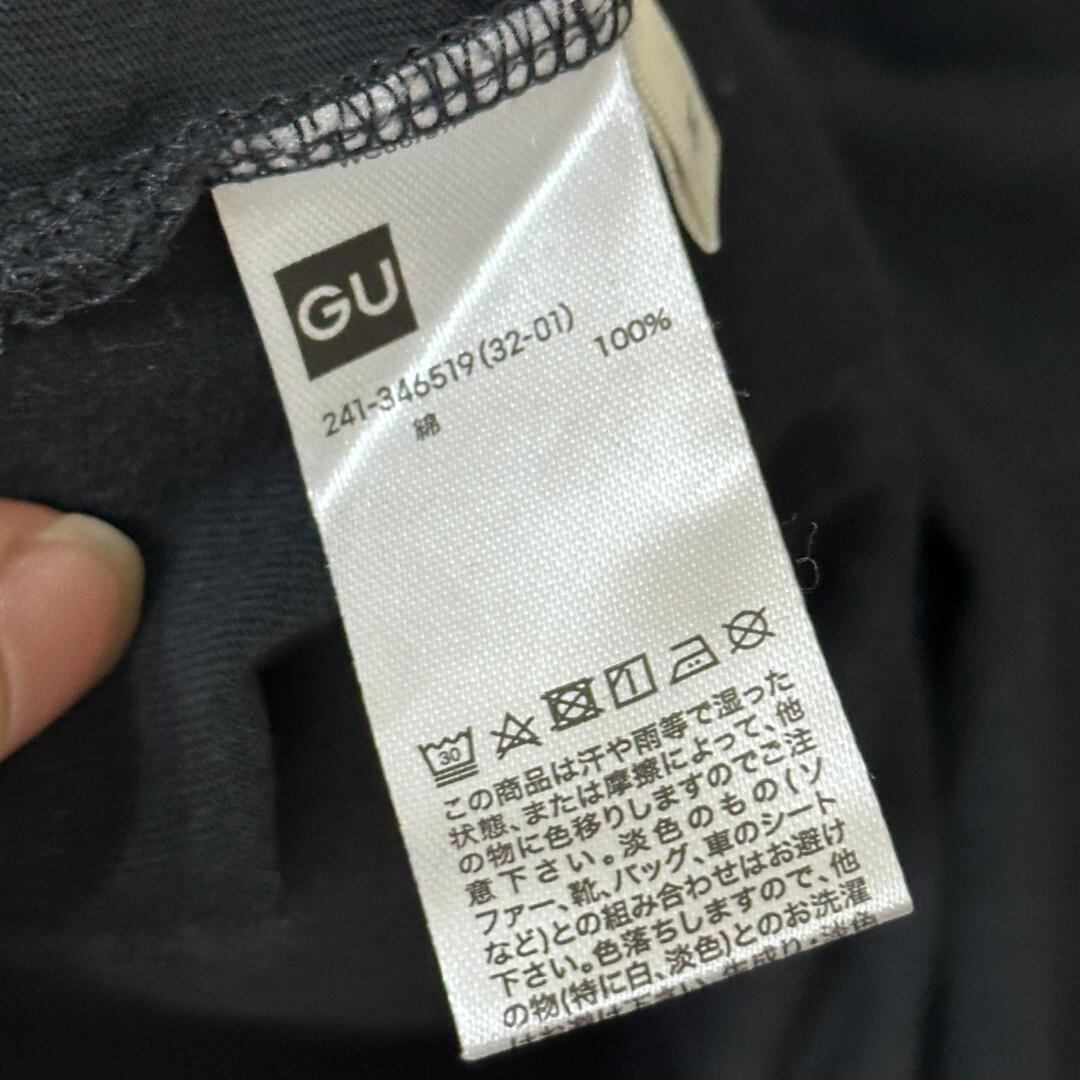 GU
241-346519(32-01)
綿 100%
30
この商品は汗や雨等で湿った
状態、または摩擦によって、他
の物に色移りしますのでご注
意下さい。淡色のもの(ソ
ファー、靴、バッグ、車のシート
など)との組み合わせはお避け
下さい。色落ちしますので、他
の物(特に白、淡色)とのお洗濯